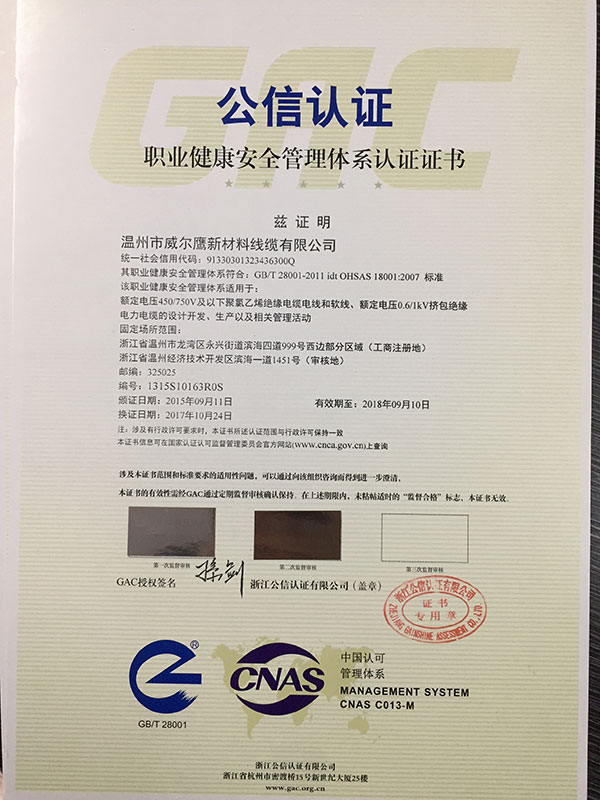 GAC
公信认证
职业健康安全管理体系认证证书
兹证明
温州市威尔鹰新材料线缆有限公司
统一社会信用代码：91330301323436300Q
其职业健康安全管理体系符合：GB/T 28001-2011 idt OHSAS 18001:2007 标准
该职业健康安全管理体系适用于：
额定电压450/750V及以下聚氯乙烯绝缘电缆电线和软线、额定电压0.6/1kV挤包绝缘
电力电缆的设计开发、生产以及相关管理活动
固定场所范围：
浙江省温州市龙湾区永兴街道滨海四道999号西边部分区域（工商注册地）
浙江省温州经济技术开发区滨海一道1451号（审核地）
邮编：325025
编号：1315S10163R0S
颁证日期：2015年09月11日 有效期至：2018年09月10日
换证日期：2017年10月24日
注：涉及有行政许可要求时，本证书所述认证范围与行政许可保持一致
本证书信息可在国家认证认可监督管理委员会官方网站(www.cnca.gov.cn)上查询
涉及本证书范围和标准要求的适用性问题，可以通过向该组织咨询而得到进一步澄清，
本证书的有效性需经GAC通过定期监督审核确认保持。在上述期限内，未粘帖适时的“监督合格”标志，本证书无效。
第一次监督审核 第二次监督审核 第三次监督审核
GAC授权签名 浙江公信认证有限公司（盖章）
浙江公信认证有限公司
证书
专用章
ZHEJIANG GAINSHINE ASSESSMENT CO.,LTD.
®
GB/T 28001
CNAS
中国认可
管理体系
MANAGEMENT SYSTEM
CNAS C013-M
浙江公信认证有限公司
浙江省杭州市密渡桥15号新世纪大厦25楼
www.gac.org.cn